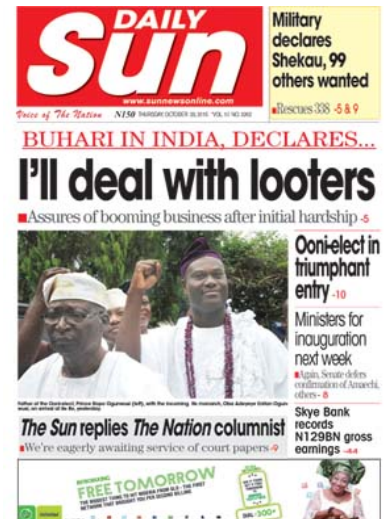 DAILY
Sun
www.sunnewsonline.com
Voice of The Nation N150 THURSDAY, OCTOBER 29, 2015
Military
declares
Shekau, 99
others wanted
Rescues 338 -5 & 9
BUHARI IN INDIA, DECLARES...
I'll deal with looters
Assures of booming business after initial hardship -5
Ooni-elect in
triumphant
entry -10
Ministers for
inauguration
next week
Again, Senate defers
confirmation of Amaechi,
others - 8
The Sun replies The Nation columnist
We're eagerly awaiting service of court papers -9
Skye Bank
records
N129BN gross
earnings -44
FREE TOMORROW